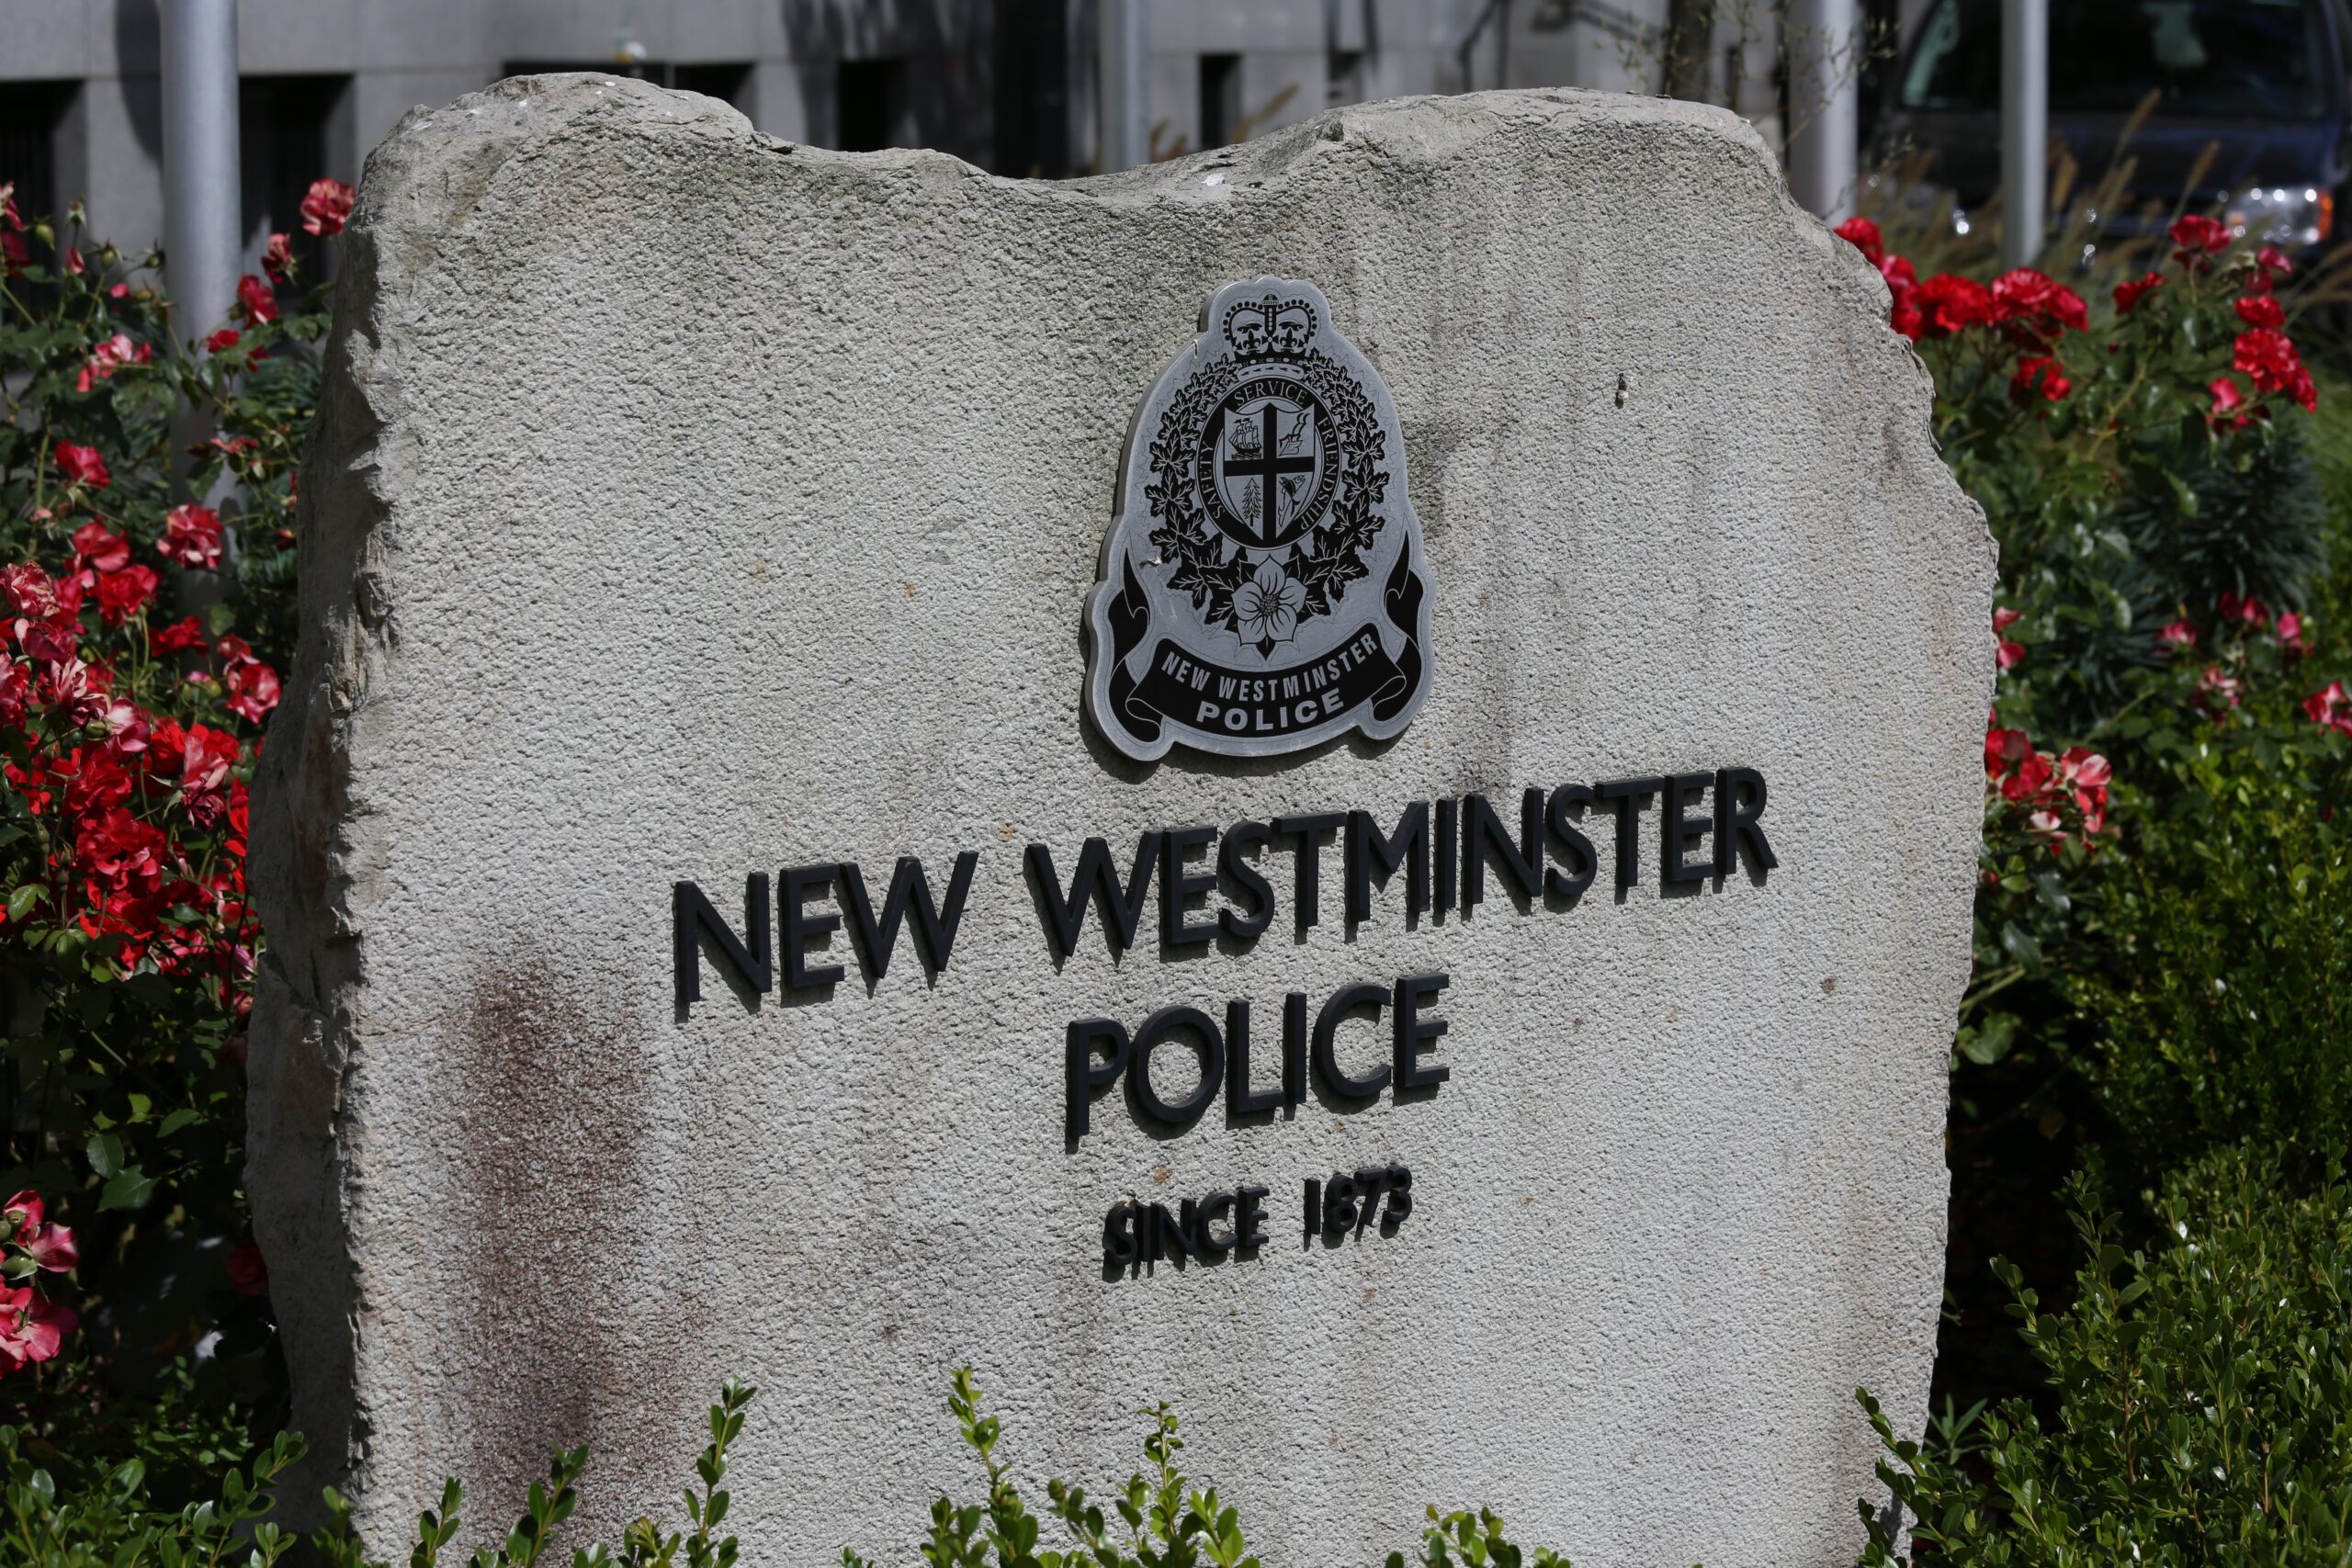 SAFETY SERVICE FRIENDSHIP
NEW WESTMINSTER
POLICE
NEW WESTMINSTER
POLICE
SINCE 1873